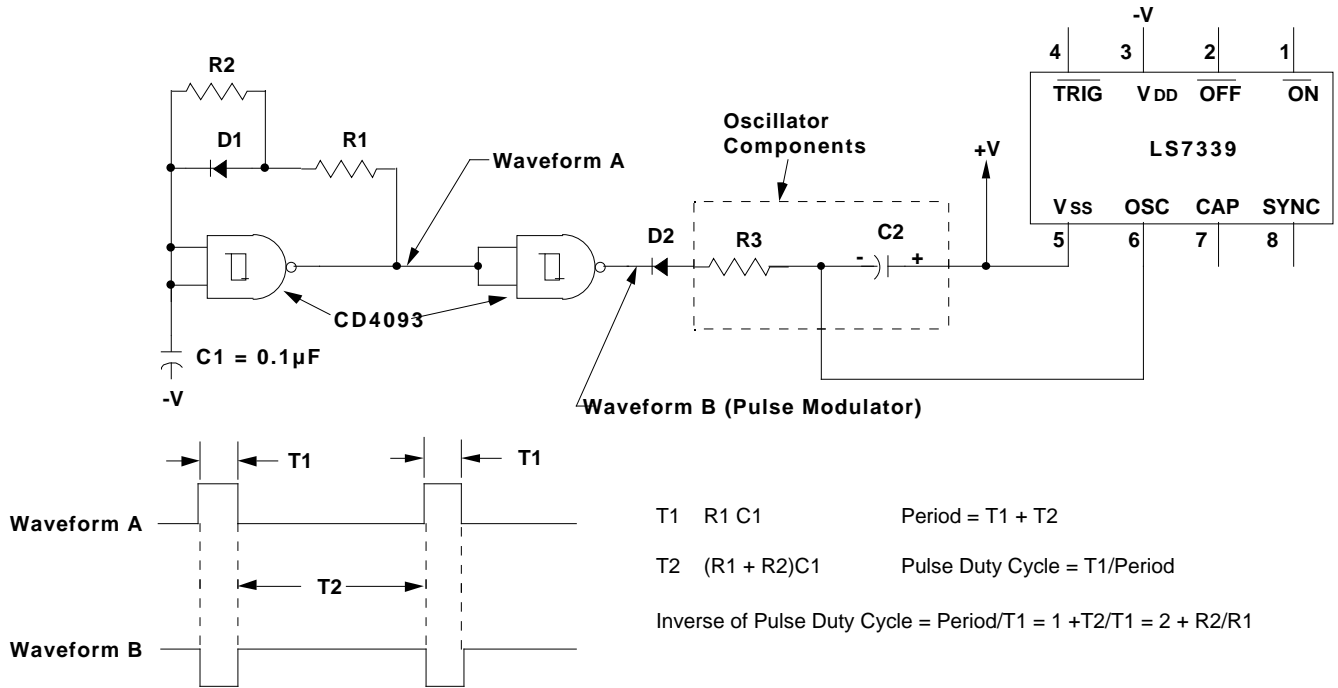 -V
4 3 2 1
R2
TRIG VDD OFF ON
D1 R1
Oscillator
Components
Waveform A
+V
LS7339
VSS OSC CAP SYNC
D2 R3 C2
- +
5 6 7 8
CD4093
C1 = 0.1µF
-V
Waveform B (Pulse Modulator)
T1 T1
Waveform A
T1 R1 C1 Period = T1 + T2
T2 (R1 + R2)C1 Pulse Duty Cycle = T1/Period
T2
Inverse of Pulse Duty Cycle = Period/T1 = 1 +T2/T1 = 2 + R2/R1
Waveform B